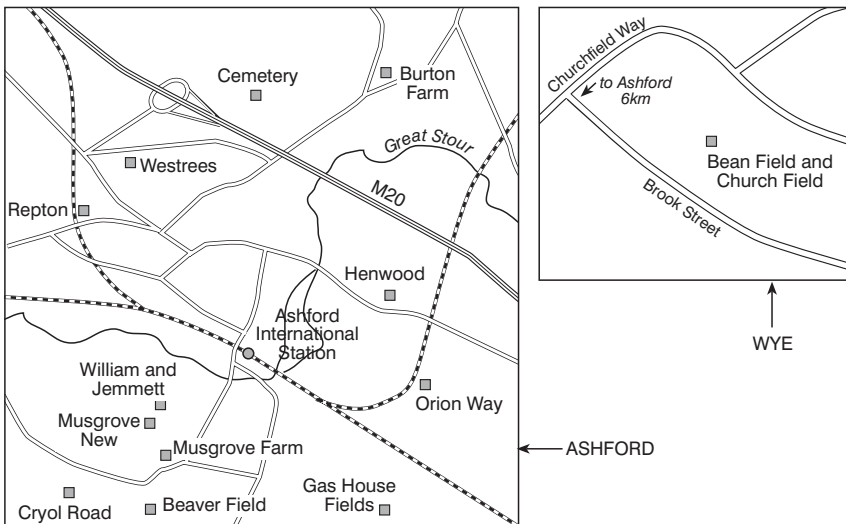 Cemetery
Burton
Farm
Great Stour
Westrees
M20
Repton
Henwood
Ashford
International
Station
William and
Jemmett
Orion Way
Musgrove
New
Musgrove Farm
Cryol Road
Beaver Field
Gas House
Fields
ASHFORD
Churchfield Way
to Ashford
6km
Bean Field and
Church Field
Brook Street
WYE